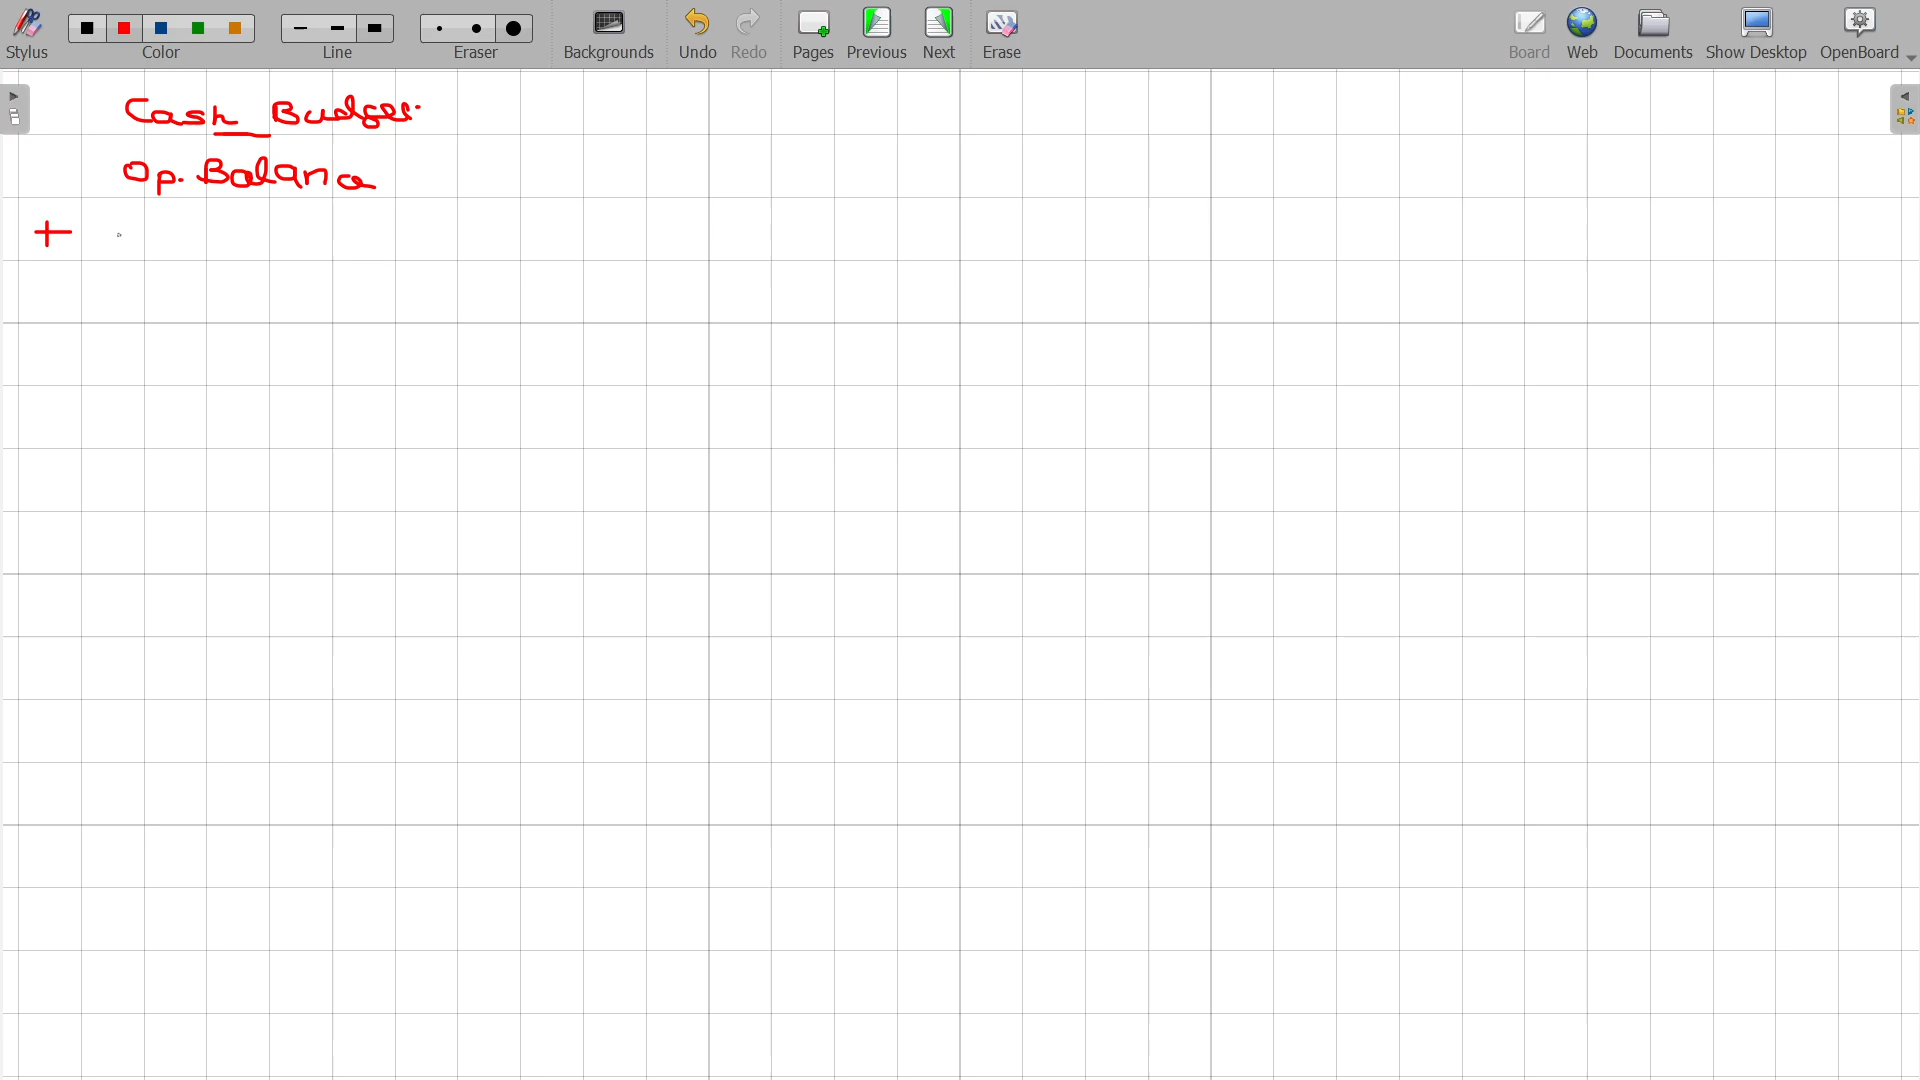 Stylus Color Line Eraser Backgrounds Undo Redo Pages Previous Next Erase Board Web Documents Show Desktop OpenBoard
Cash Budget
Op. Balance
+